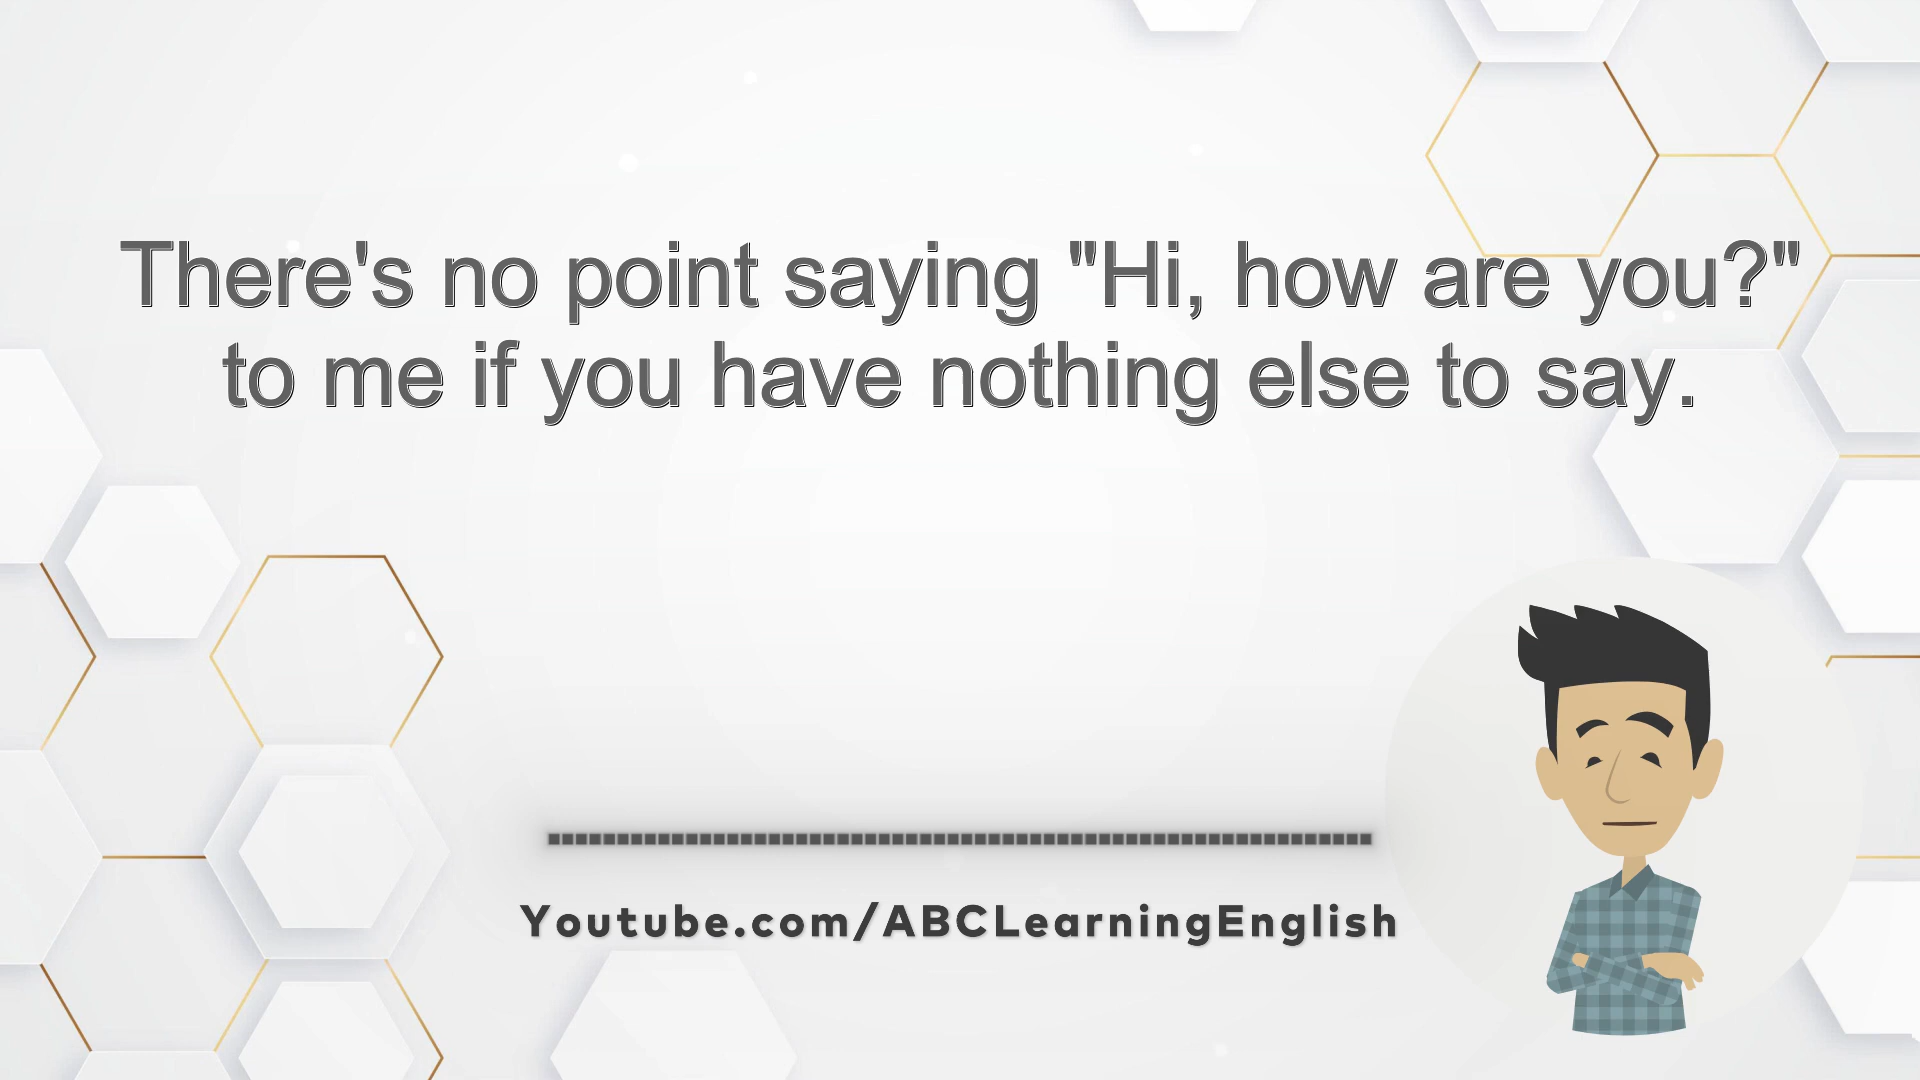 There's no point saying "Hi, how are you?"
to me if you have nothing else to say.
Youtube.com/ABCLearningEnglish